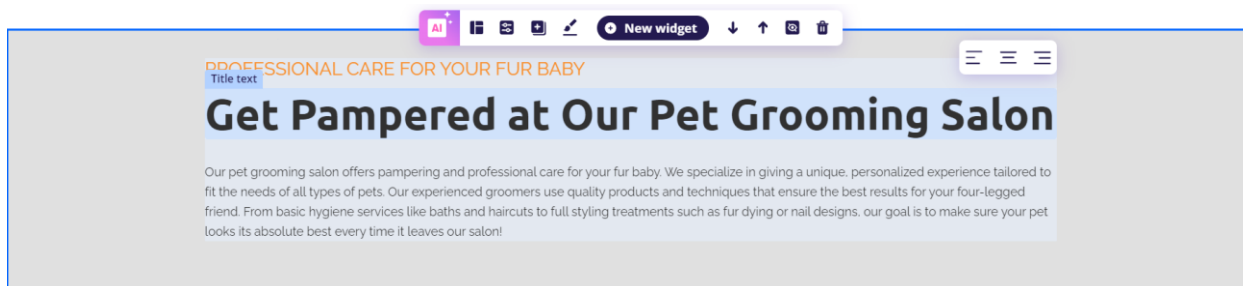 AI
New widget
PROFESSIONAL CARE FOR YOUR FUR BABY
Title text
Get Pampered at Our Pet Grooming Salon
Our pet grooming salon offers pampering and professional care for your fur baby. We specialize in giving a unique, personalized experience tailored to
fit the needs of all types of pets. Our experienced groomers use quality products and techniques that ensure the best results for your four-legged
friend. From basic hygiene services like baths and haircuts to full styling treatments such as fur dying or nail designs, our goal is to make sure your pet
looks its absolute best every time it leaves our salon!